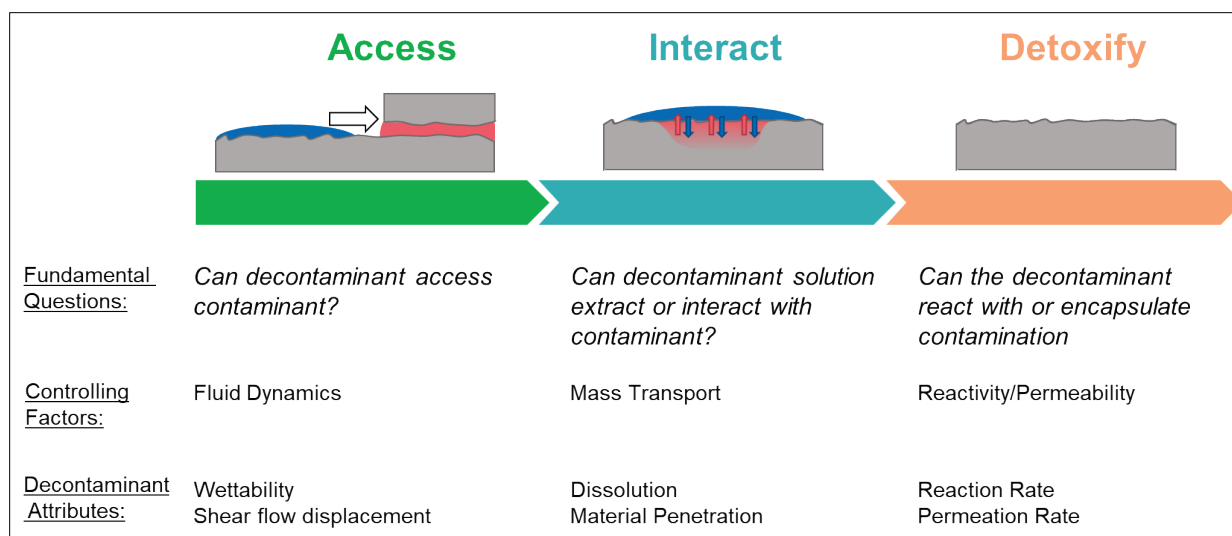 Access
Interact
Detoxify
Fundamental
Questions:
Can decontaminant access
contaminant?
Can decontaminant solution
extract or interact with
contaminant?
Can the decontaminant
react with or encapsulate
contamination
Controlling
Factors:
Fluid Dynamics
Mass Transport
Reactivity/Permeability
Decontaminant
Attributes:
Wettability
Shear flow displacement
Dissolution
Material Penetration
Reaction Rate
Permeation Rate